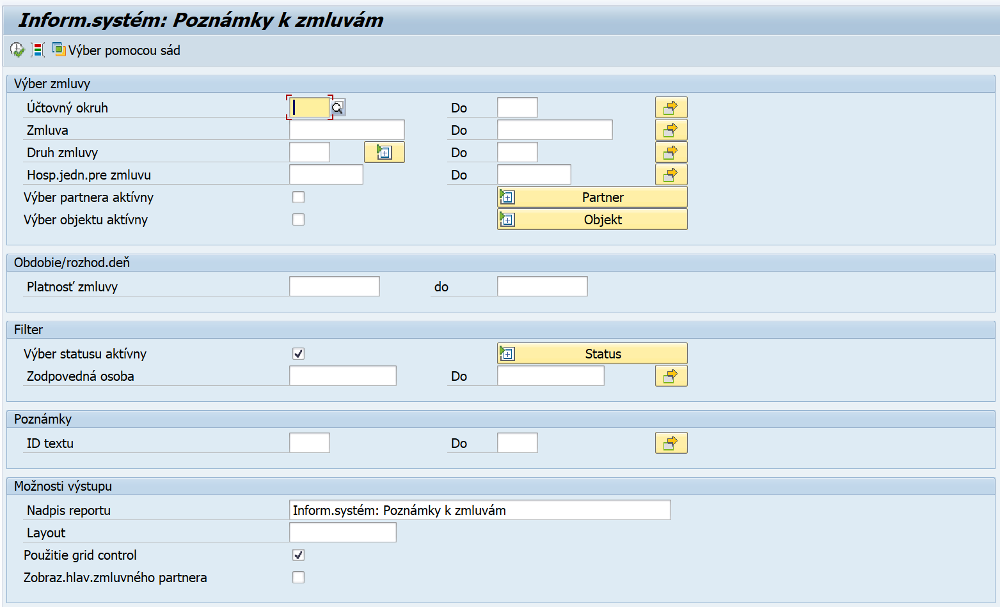 Inform.systém: Poznámky k zmluvám
Výber pomocou sád
Výber zmluvy
Účtovný okruh Do
Zmluva Do
Druh zmluvy Do
Hosp.jedn.pre zmluvu Do
Výber partnera aktívny Partner
Výber objektu aktívny Objekt
Obdobie/rozhod.deň
Platnosť zmluvy do
Filter
Výber statusu aktívny Status
Zodpovedná osoba Do
Poznámky
ID textu Do
Možnosti výstupu
Nadpis reportu Inform.systém: Poznámky k zmluvám
Layout
Použitie grid control
Zobraz.hlav.zmluvného partnera